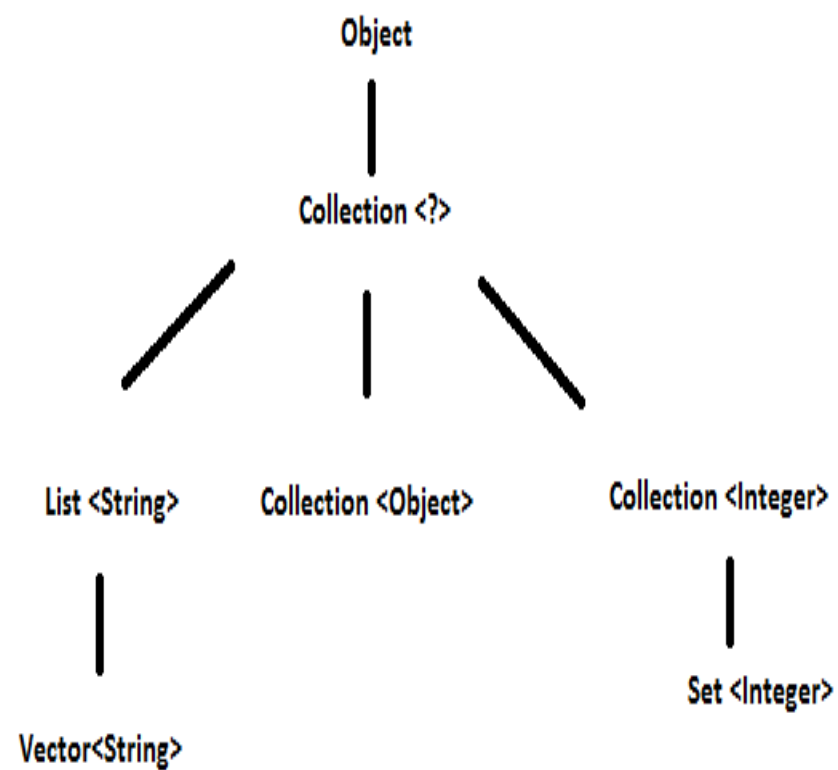 Object
Collection <?>
List <String>
Collection <Object>
Collection <Integer>
Set <Integer>
Vector<String>